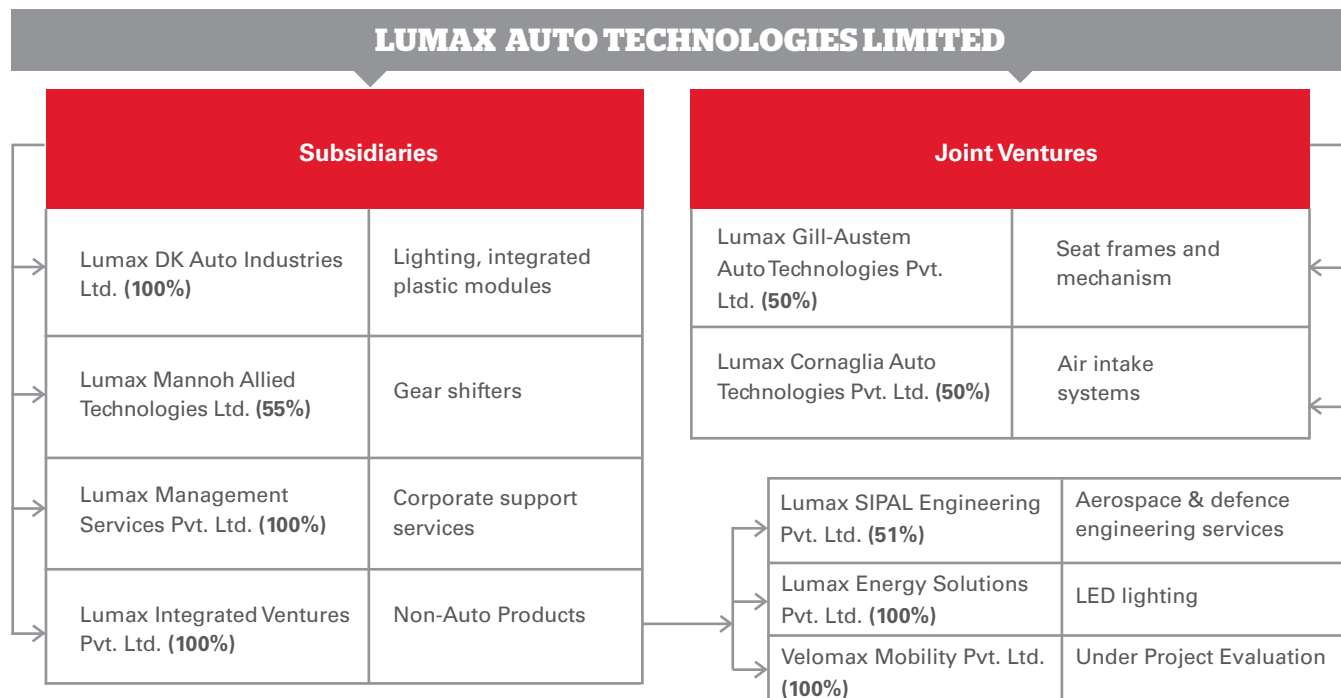 LUMAX AUTO TECHNOLOGIES LIMITED
Subsidiaries
Lumax DK Auto Industries
Ltd. (100%)
Lighting, integrated
plastic modules
Lumax Mannoh Allied
Technologies Ltd. (55%)
Gear shifters
Lumax Management
Services Pvt. Ltd. (100%)
Corporate support
services
Lumax Integrated Ventures
Pvt. Ltd. (100%)
Non-Auto Products
Joint Ventures
Lumax Gill-Austem
Auto Technologies Pvt.
Ltd. (50%)
Seat frames and
mechanism
Lumax Cornaglia Auto
Technologies Pvt. Ltd. (50%)
Air intake
systems
Lumax SIPAL Engineering
Pvt. Ltd. (51%)
Aerospace & defence
engineering services
Lumax Energy Solutions
Pvt. Ltd. (100%)
LED lighting
Velomax Mobility Pvt. Ltd.
(100%)
Under Project Evaluation